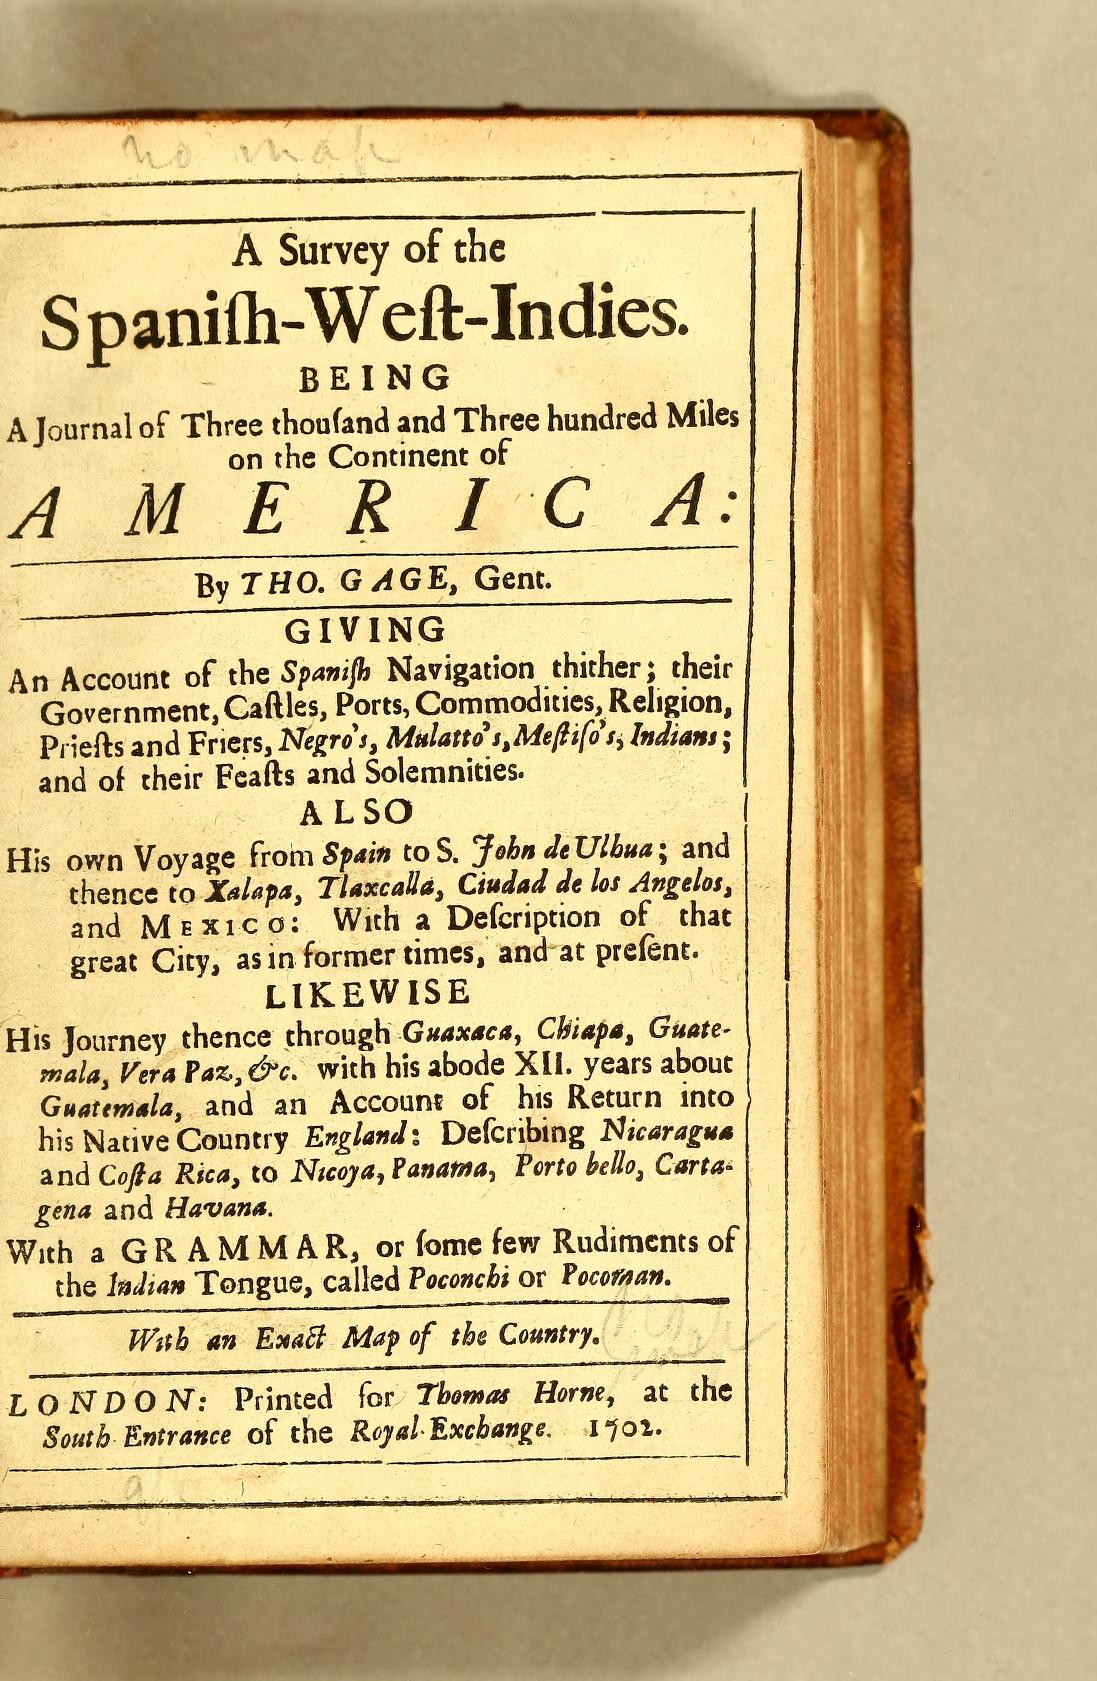 no map
A Survey of the
Spaniſh-Weſt-Indies.
BEING
A Journal of Three thouſand and Three hundred Miles
on the Continent of
AMERICA:
By THO. GAGE, Gent.
GIVING
An Account of the Spaniſh Navigation thither; their
Government, Caſtles, Ports, Commodities, Religion,
Prieſts and Friers, Negro's, Mulatto's, Meſtiſo's, Indians;
and of their Feaſts and Solemnities.
ALSO
His own Voyage from Spain to S. John de Ulhua; and
thence to Xalapa, Tlaxcalla, Ciudad de los Angelos,
and MEXICO: With a Deſcription of that
great City, as in former times, and at preſent.
LIKEWISE
His Journey thence through Guaxaca, Chiapa, Guate-
mala, Vera Paz, &c. with his abode XII. years about
Guatemala, and an Account of his Return into
his Native Country England: Deſcribing Nicaragua
and Coſta Rica, to Nicoya, Panama, Porto bello, Carta-
gena and Havana.
With a GRAMMAR, or ſome few Rudiments of
the Indian Tongue, called Poconchi or Pocoman.
With an Exact Map of the Country.
LONDON: Printed for Thomas Horne, at the
South Entrance of the Royal Exchange. 1702.